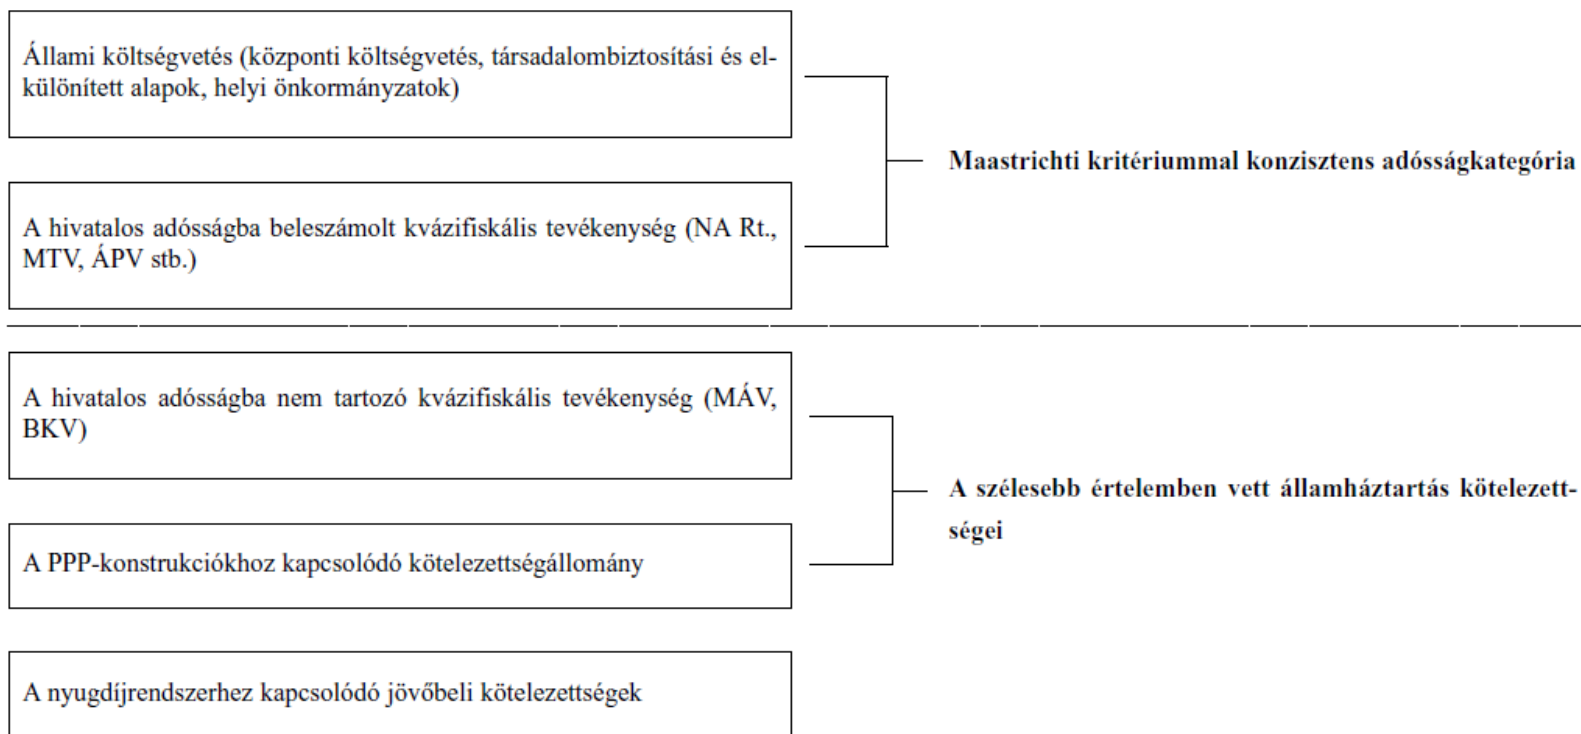 Állami költségvetés (központi költségvetés, társadalombiztosítási és el-
különített alapok, helyi önkormányzatok)
Maastrichti kritériummal konzisztens adósságkategória
A hivatalos adósságba beleszámolt kvázifiskális tevékenység (NA Rt.,
MTV, ÁPV stb.)
A hivatalos adósságba nem tartozó kvázifiskális tevékenység (MÁV,
BKV)
A szélesebb értelemben vett államháztartás kötelezett-
ségei
A PPP-konstrukciókhoz kapcsolódó kötelezettségállomány
A nyugdíjrendszerhez kapcsolódó jövőbeli kötelezettségek